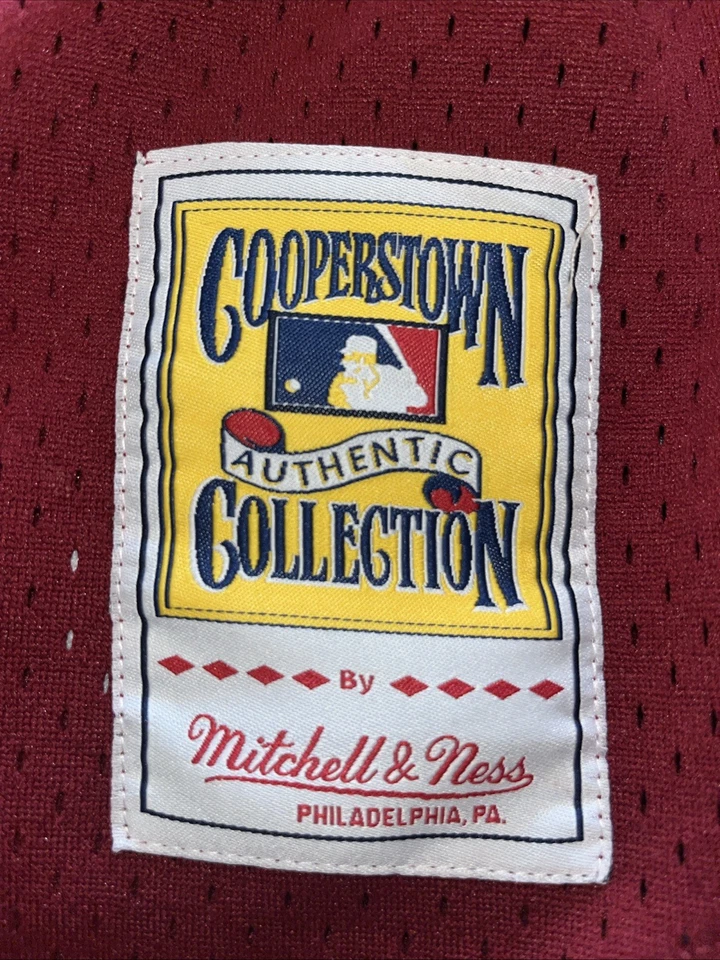 COOPERSTOWN
AUTHENTIC
COLLECTION
By
Mitchell & Ness
PHILADELPHIA, PA.